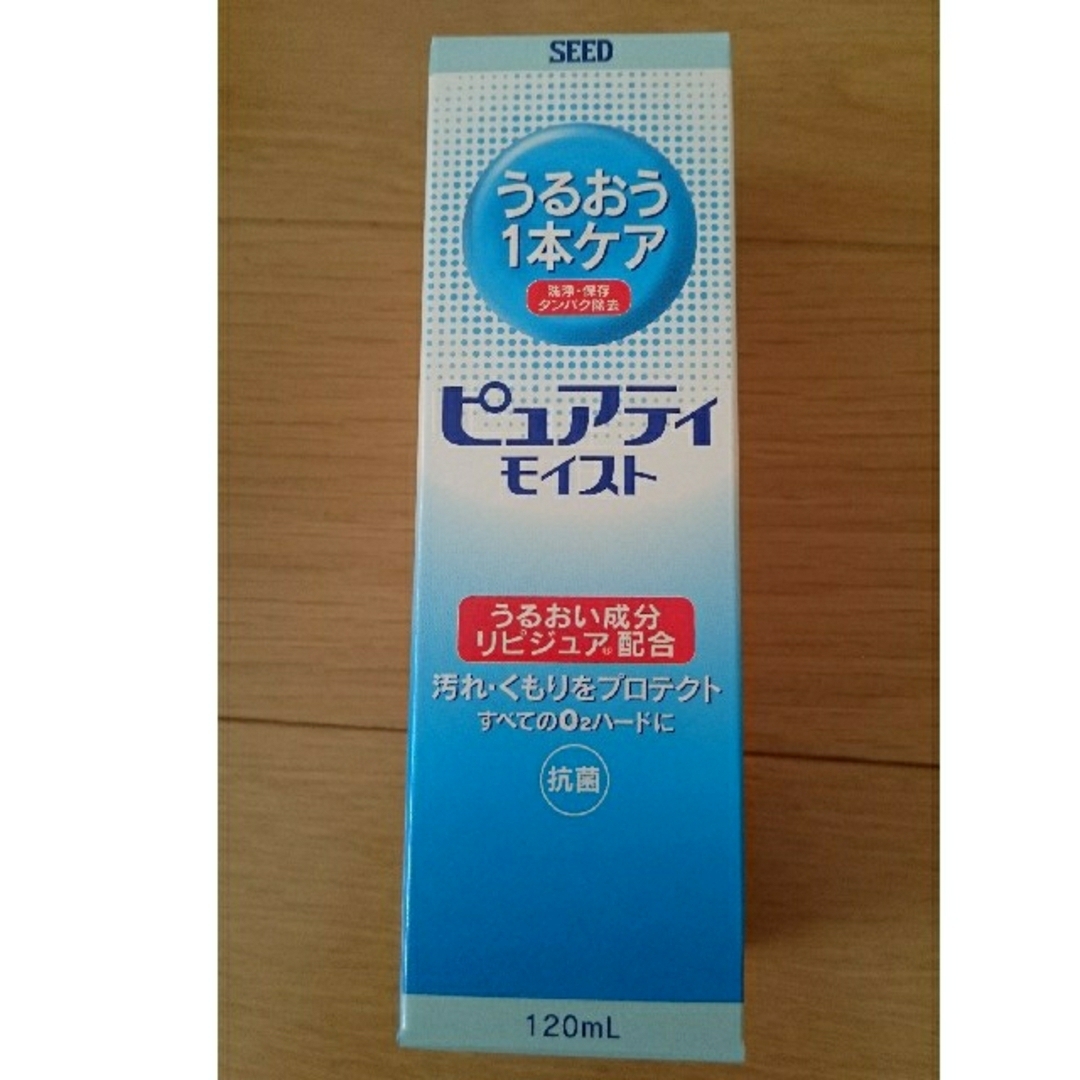 SEED
うるおう
1本ケア
洗浄・保存
タンパク除去
ピュアティ
モイスト
うるおい成分
リピジュア®配合
汚れ・くもりをプロテクト
すべてのO₂ハードに
抗菌
120mL